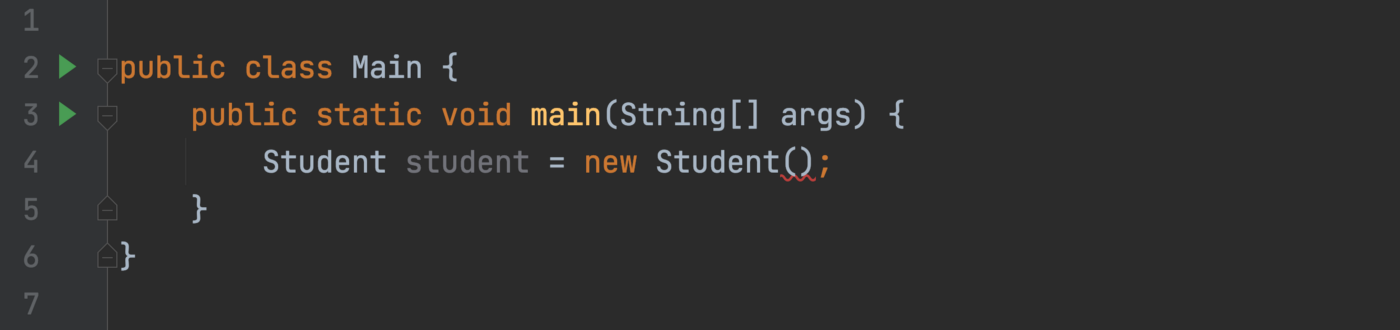 1
2 public class Main {
3     public static void main(String[] args) {
4         Student student = new Student();
5     }
6 }
7